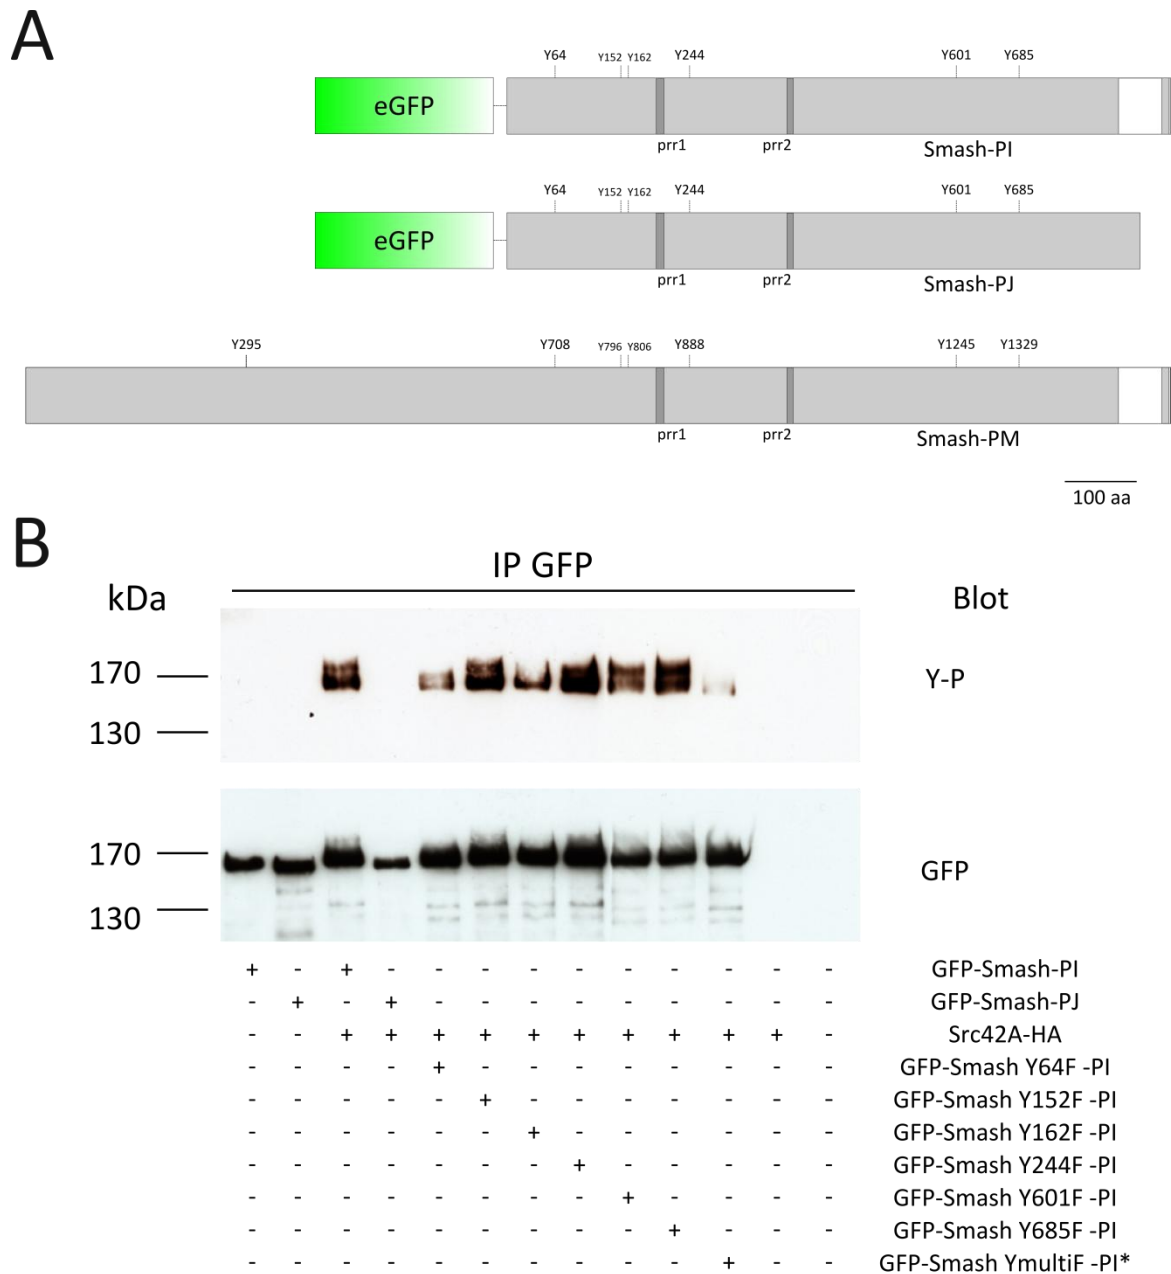 A
Y64 Y152 Y162 Y244 Y601 Y685
eGFP
prr1 prr2 Smash-PI
Y64 Y152 Y162 Y244 Y601 Y685
eGFP
prr1 prr2 Smash-PJ
Y295 Y708 Y796 Y806 Y888 Y1245 Y1329
prr1 prr2 Smash-PM
100 aa
B
IP GFP
kDa Blot
170 Y-P
130
170 GFP
130
+ - + - - - - - - - - - - GFP-Smash-PI
- + - + - - - - - - - - - GFP-Smash-PJ
- - + + + + + + + + + + - Src42A-HA
- - - - + - - - - - - - - GFP-Smash Y64F -PI
- - - - - + - - - - - - - GFP-Smash Y152F -PI
- - - - - - + - - - - - - GFP-Smash Y162F -PI
- - - - - - - + - - - - - GFP-Smash Y244F -PI
- - - - - - - - + - - - - GFP-Smash Y601F -PI
- - - - - - - - - + - - - GFP-Smash Y685F -PI
- - - - - - - - - - + - - GFP-Smash YmultiF -PI*